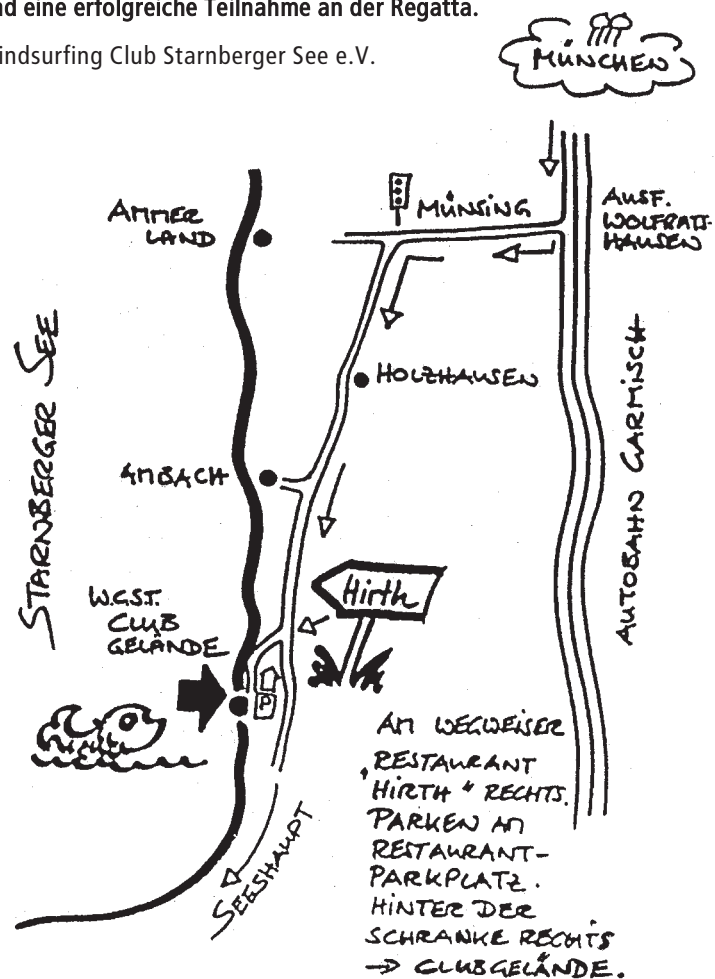 d eine erfolgreiche Teilnahme an der Regatta.
indsurfing Club Starnberger See e.V.
MÜNCHEN
AMMER
LAND
MÜNSING
AUSF.
WOLFRATS-
HAUSEN
STARNBERGER SEE
HOLZHAUSEN
AMBACH
AUTOBAHN GARMISCH
Hirth
W.G.ST.
CLUB
GELÄNDE
P
AM WEGWEISER
„RESTAURANT
HIRTH“ RECHTS.
PARKEN AM
RESTAURANT-
PARKPLATZ.
HINTER DER
SCHRANKE RECHTS
→ CLUBGELÄNDE.
SEESHAUPT